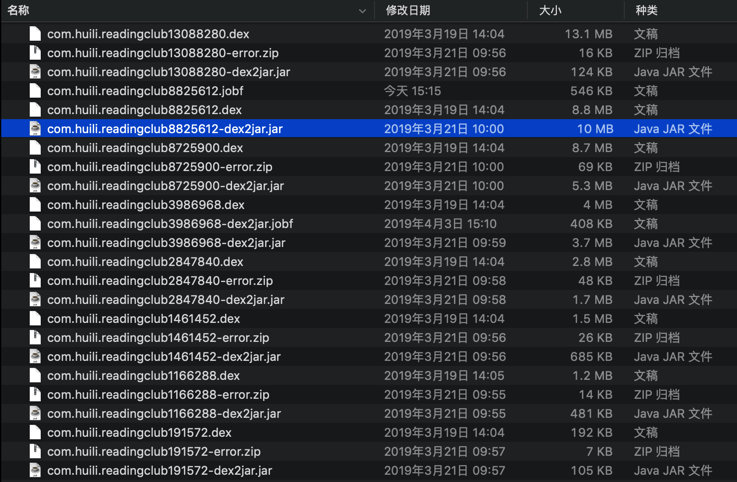 名称 修改日期 大小 种类
com.huili.readingclub13088280.dex 2019年3月19日 14:04 13.1 MB 文稿
com.huili.readingclub13088280-error.zip 2019年3月21日 09:56 16 KB ZIP 归档
com.huili.readingclub13088280-dex2jar.jar 2019年3月21日 09:56 124 KB Java JAR 文件
com.huili.readingclub8825612.jobf 今天 15:15 546 KB 文稿
com.huili.readingclub8825612.dex 2019年3月19日 14:04 8.8 MB 文稿
com.huili.readingclub8825612-dex2jar.jar 2019年3月21日 10:00 10 MB Java JAR 文件
com.huili.readingclub8725900.dex 2019年3月19日 14:04 8.7 MB 文稿
com.huili.readingclub8725900-error.zip 2019年3月21日 10:00 69 KB ZIP 归档
com.huili.readingclub8725900-dex2jar.jar 2019年3月21日 10:00 5.3 MB Java JAR 文件
com.huili.readingclub3986968.dex 2019年3月19日 14:04 4 MB 文稿
com.huili.readingclub3986968-dex2jar.jobf 2019年4月3日 15:10 408 KB 文稿
com.huili.readingclub3986968-dex2jar.jar 2019年3月21日 09:59 3.7 MB Java JAR 文件
com.huili.readingclub2847840.dex 2019年3月19日 14:04 2.8 MB 文稿
com.huili.readingclub2847840-error.zip 2019年3月21日 09:58 48 KB ZIP 归档
com.huili.readingclub2847840-dex2jar.jar 2019年3月21日 09:58 1.7 MB Java JAR 文件
com.huili.readingclub1461452.dex 2019年3月19日 14:04 1.5 MB 文稿
com.huili.readingclub1461452-error.zip 2019年3月21日 09:56 26 KB ZIP 归档
com.huili.readingclub1461452-dex2jar.jar 2019年3月21日 09:56 685 KB Java JAR 文件
com.huili.readingclub1166288.dex 2019年3月19日 14:05 1.2 MB 文稿
com.huili.readingclub1166288-error.zip 2019年3月21日 09:55 14 KB ZIP 归档
com.huili.readingclub1166288-dex2jar.jar 2019年3月21日 09:55 481 KB Java JAR 文件
com.huili.readingclub191572.dex 2019年3月19日 14:04 192 KB 文稿
com.huili.readingclub191572-error.zip 2019年3月21日 09:57 7 KB ZIP 归档
com.huili.readingclub191572-dex2jar.jar 2019年3月21日 09:57 105 KB Java JAR 文件